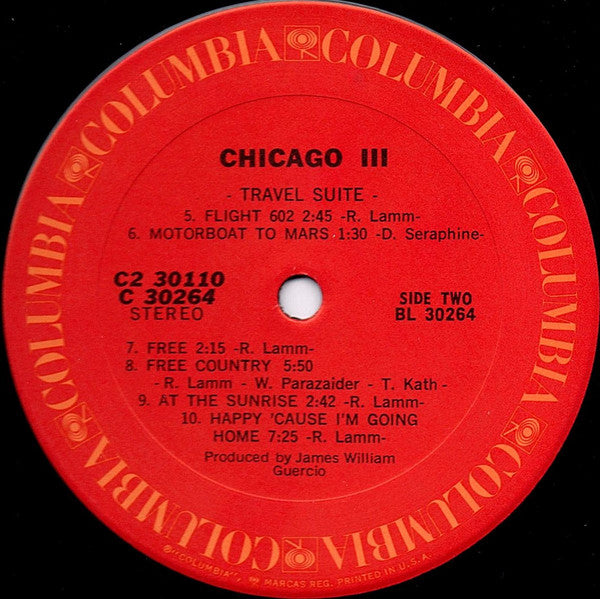 COLUMBIA COLUMBIA COLUMBIA COLUMBIA COLUMBIA COLUMBIA
CHICAGO III
- TRAVEL SUITE -
5. FLIGHT 602 2:45 -R. Lamm-
6. MOTORBOAT TO MARS 1:30 -D. Seraphine-
C2 30110
C 30264
STEREO
SIDE TWO
BL 30264
7. FREE 2:15 -R. Lamm-
8. FREE COUNTRY 5:50
- R. Lamm - W. Parazaider - T. Kath -
9. AT THE SUNRISE 2:42 -R. Lamm-
10. HAPPY 'CAUSE I'M GOING
HOME 7:25 -R. Lamm-
Produced by James William
Guercio
®"COLUMBIA", MARCAS REG. PRINTED IN U.S.A.